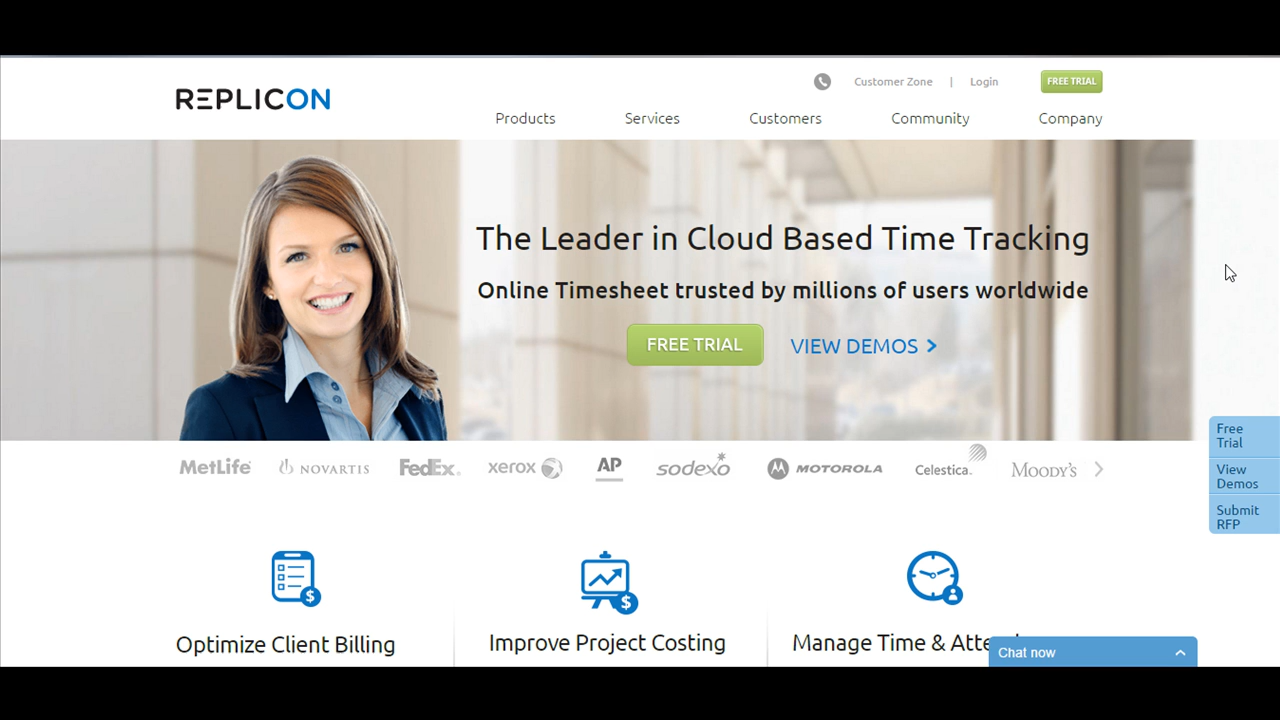 Customer Zone | Login FREE TRIAL
REPLICON
Products Services Customers Community Company
The Leader in Cloud Based Time Tracking
Online Timesheet trusted by millions of users worldwide
FREE TRIAL VIEW DEMOS
Free
Trial
View
Demos
Submit
RFP
MetLife NOVARTIS FedEx xerox AP sodexo MOTOROLA Celestica. MOODY'S
$ $
Optimize Client Billing Improve Project Costing Manage Time &
Chat now